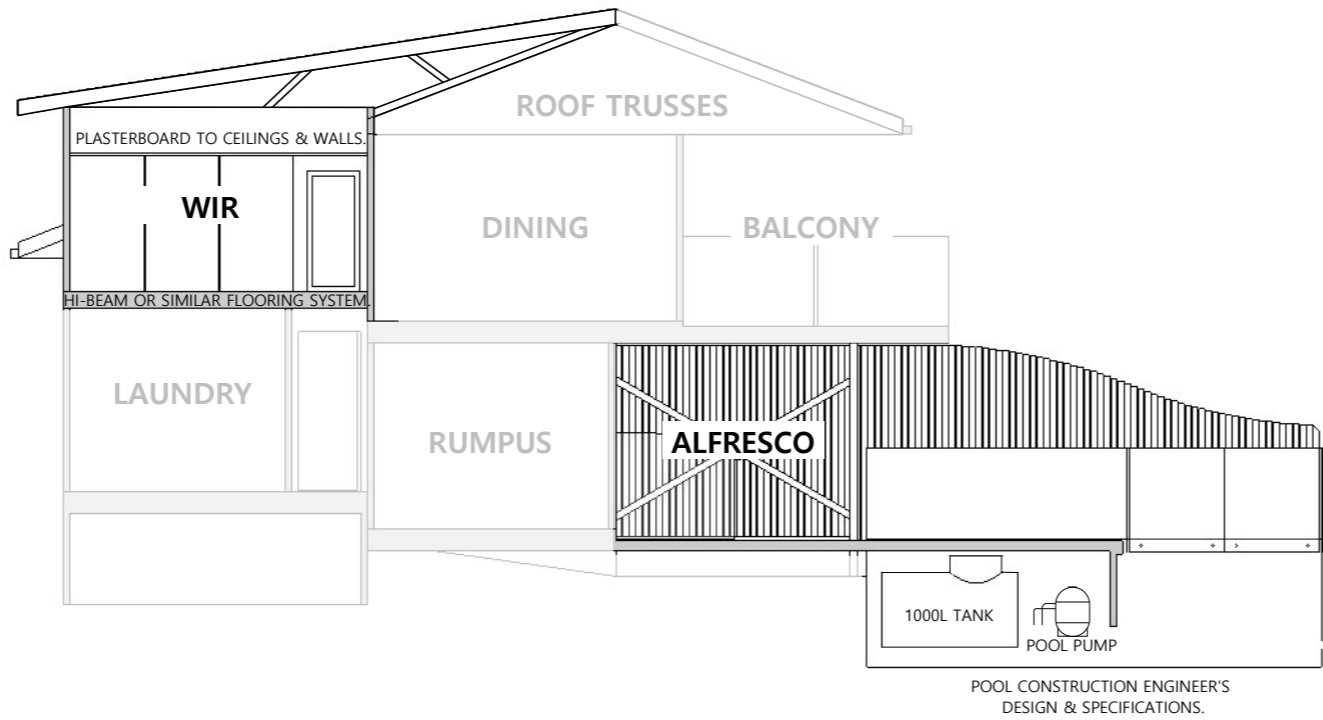 ROOF TRUSSES
PLASTERBOARD TO CEILINGS & WALLS.
WIR
DINING
BALCONY
HI-BEAM OR SIMILAR FLOORING SYSTEM.
LAUNDRY
RUMPUS
ALFRESCO
1000L TANK
POOL PUMP
POOL CONSTRUCTION ENGINEER'S
DESIGN & SPECIFICATIONS.